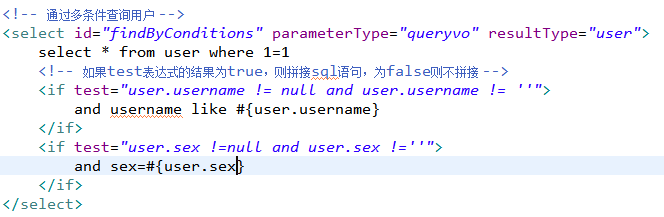 <!-- 通过多条件查询用户 -->
<select id="findByConditions" parameterType="queryvo" resultType="user">
select * from user where 1=1
<!-- 如果test表达式的结果为true，则拼接sql语句，为false则不拼接 -->
<if test="user.username != null and user.username != ''">
and username like #{user.username}
</if>
<if test="user.sex !=null and user.sex !=''">
and sex=#{user.sex}
</if>
</select>